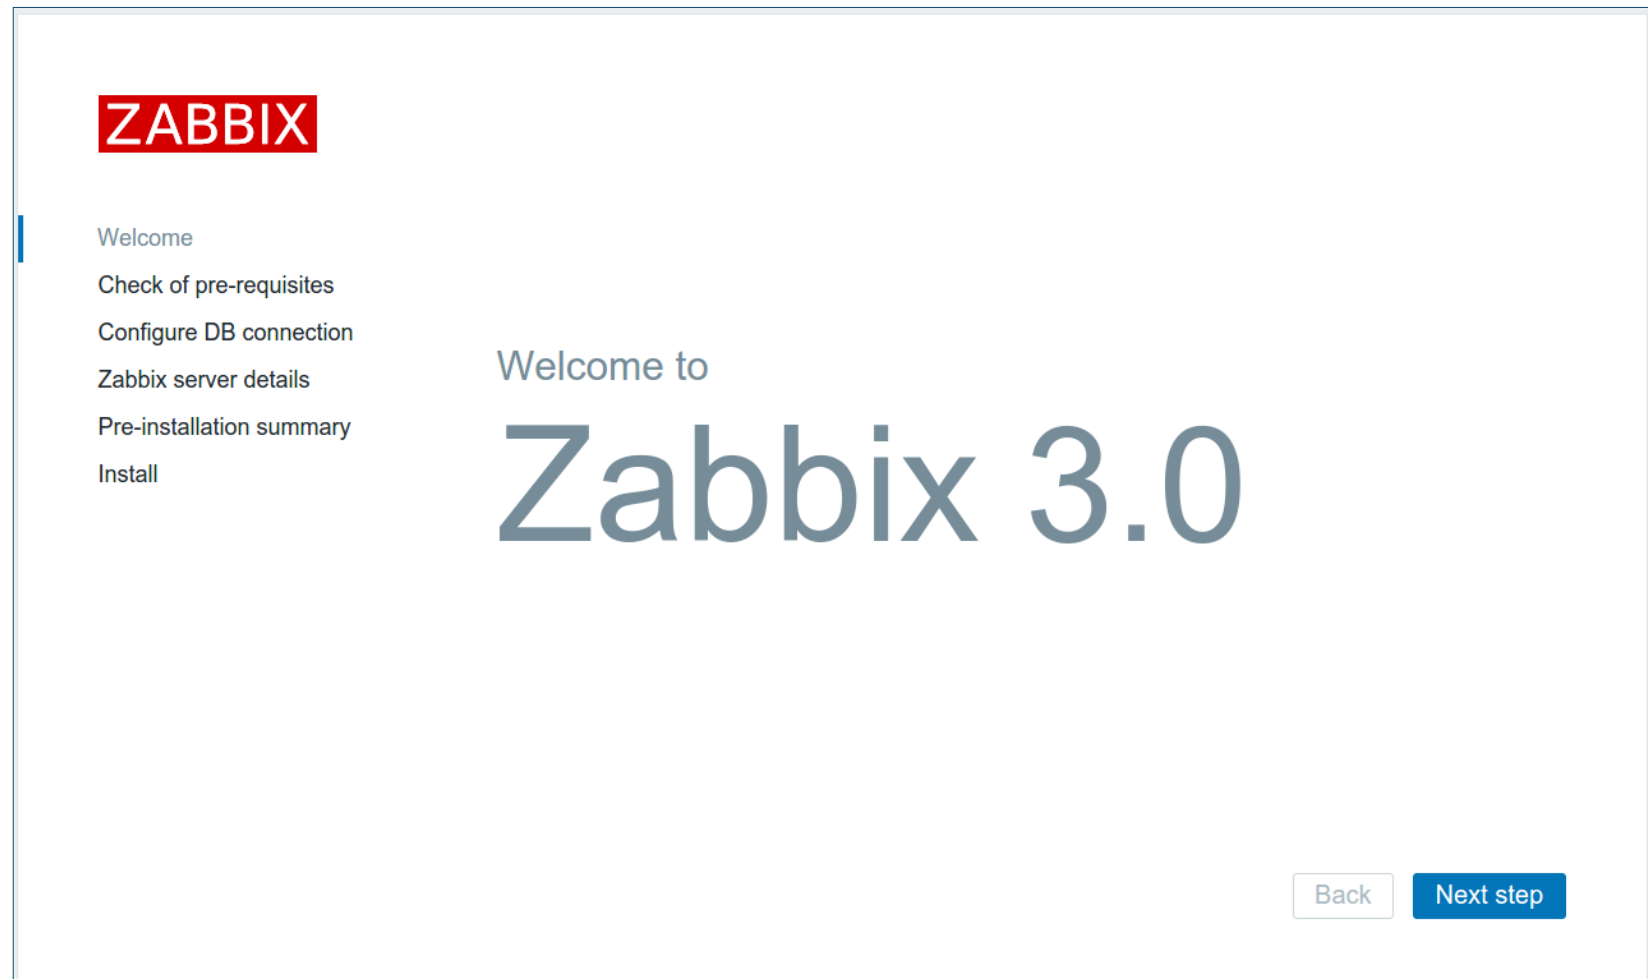 ZABBIX
Welcome
Check of pre-requisites
Configure DB connection
Zabbix server details
Pre-installation summary
Install
Welcome to
Zabbix 3.0
Back
Next step